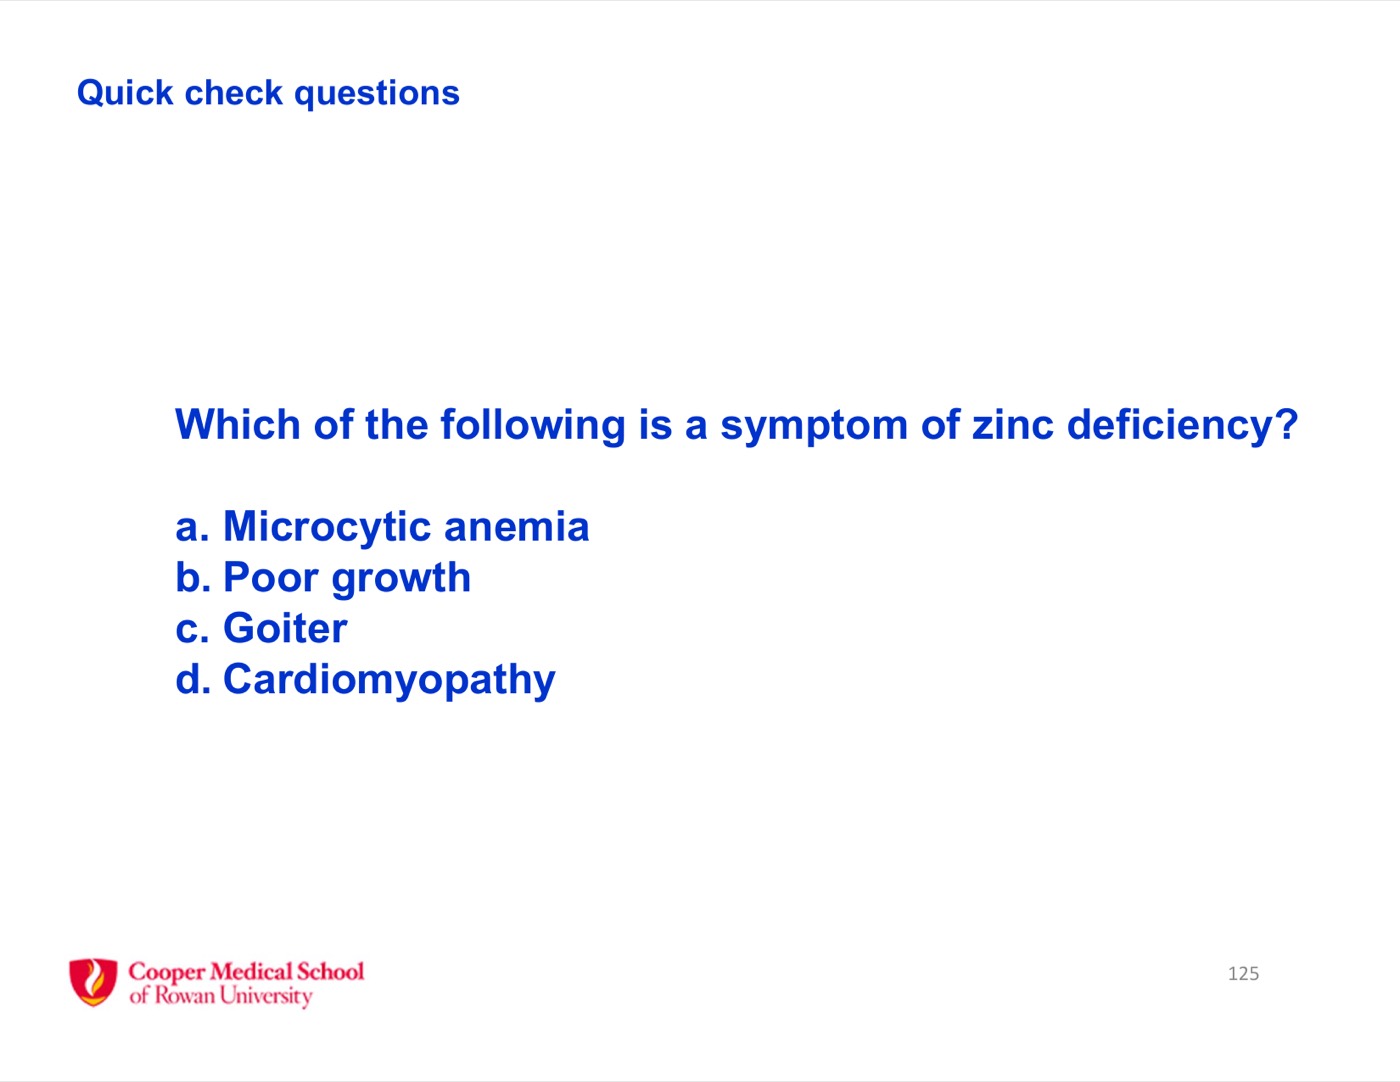 Quick check questions
Which of the following is a symptom of zinc deficiency?
a. Microcytic anemia
b. Poor growth
c. Goiter
d. Cardiomyopathy
Cooper Medical School
of Rowan University
125